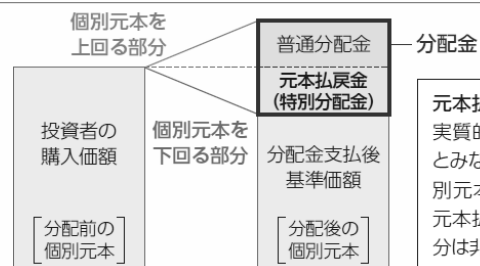 個別元本を
上回る部分
普通分配金
分配金
元本払戻金
(特別分配金)
投資者の
購入価額
個別元本を
下回る部分
分配金支払後
基準価額
分配前の
個別元本
分配後の
個別元本
元本払
実質的
とみな
別元本
元本払
分は非